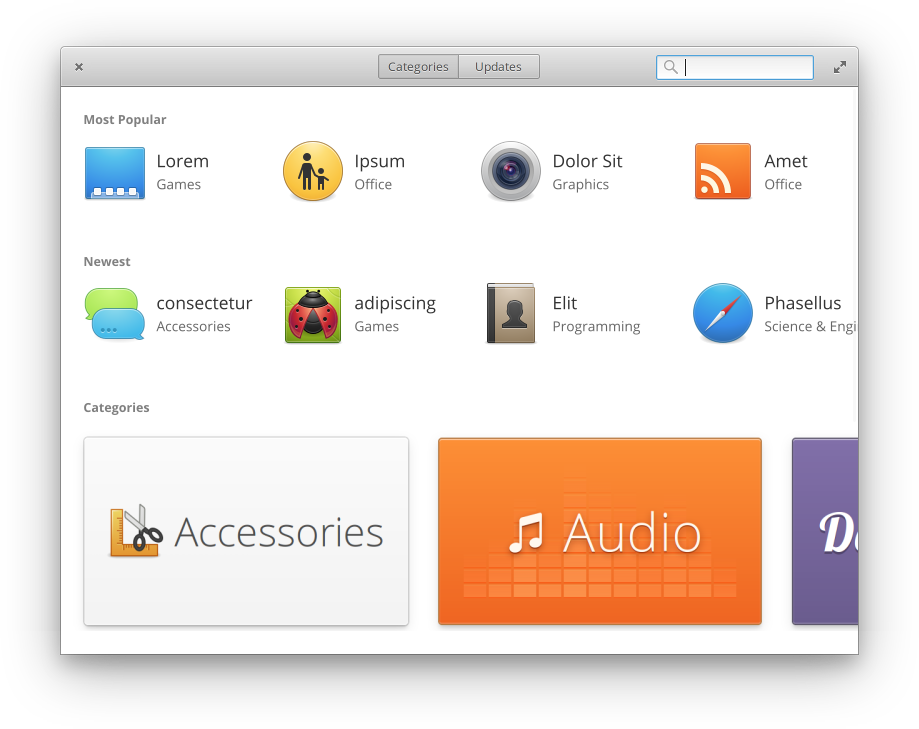 Categories Updates
Most Popular
Lorem Ipsum Dolor Sit Amet
Games Office Graphics Office
Newest
consectetur adipiscing Elit Phasellus
Accessories Games Programming Science & Engi
Categories
Accessories Audio